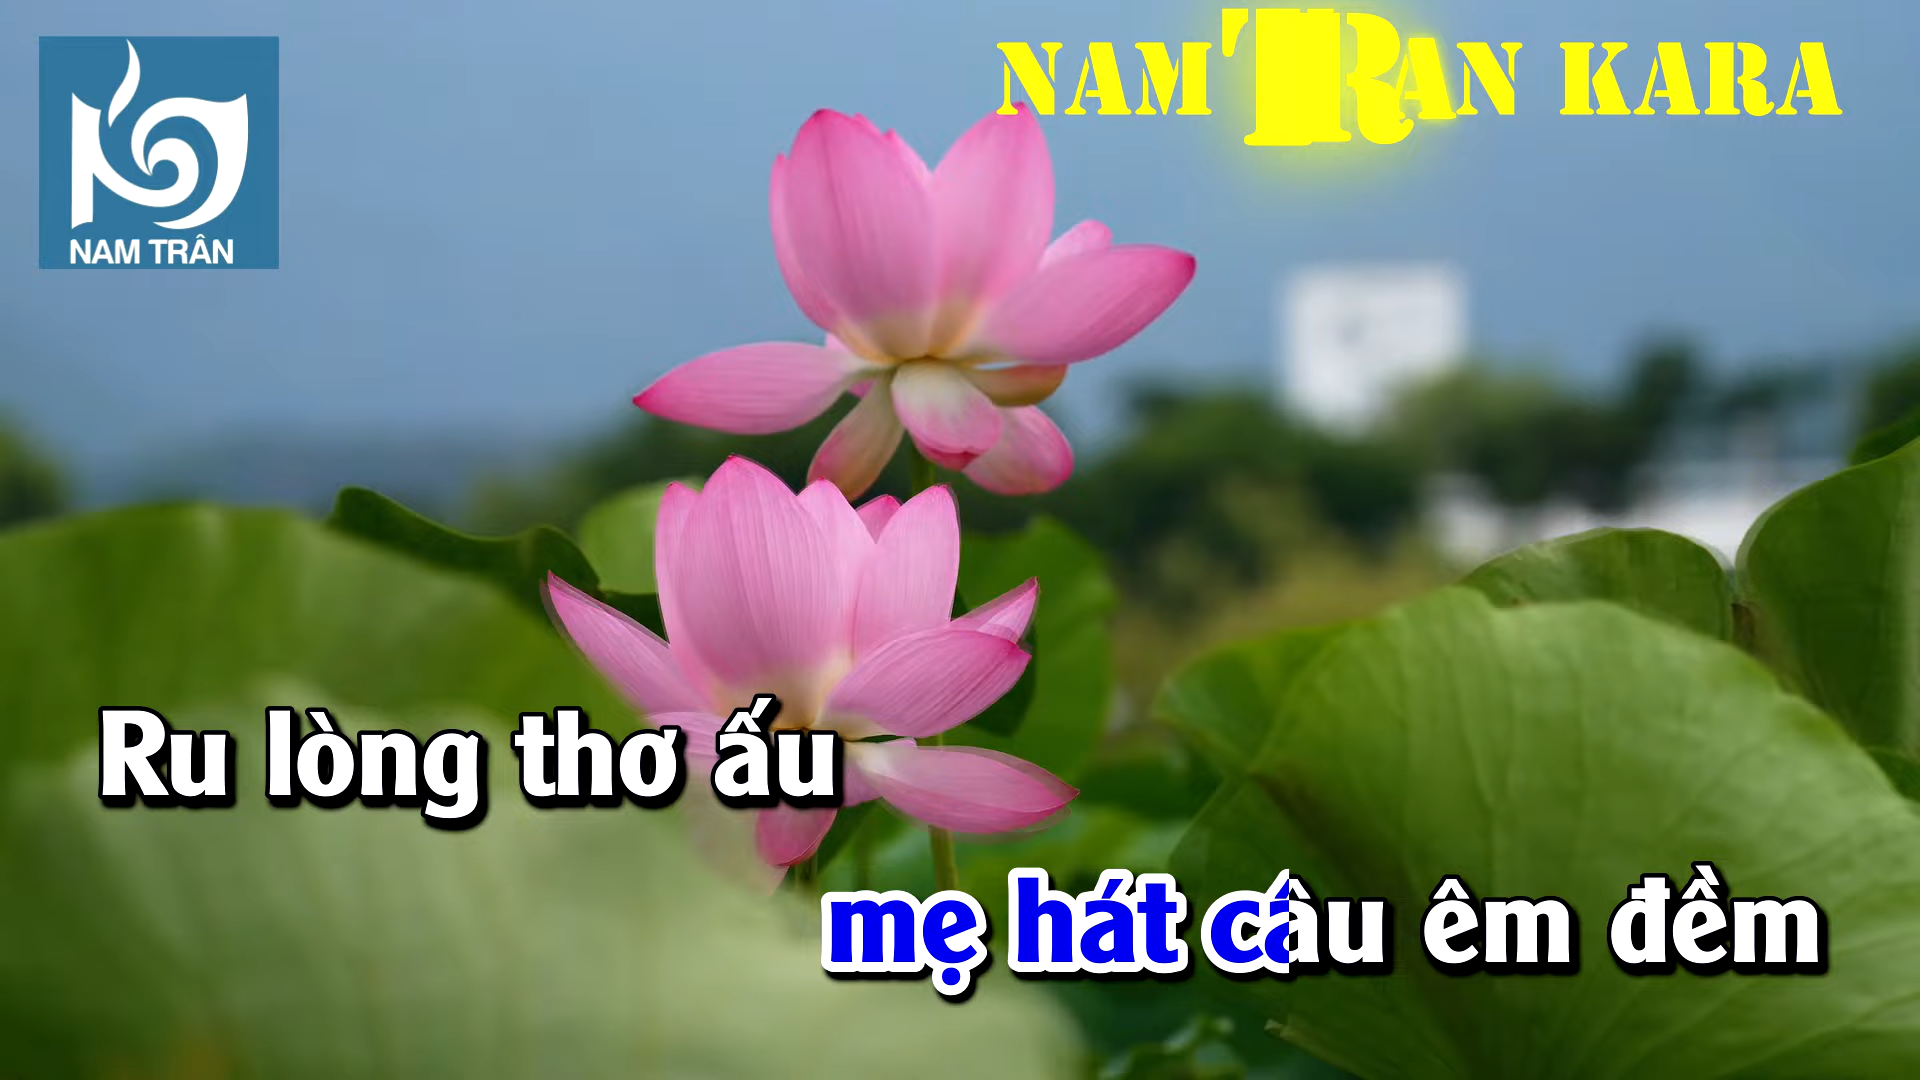 NAM TRAN KARA
NAM TRÂN
Ru lòng thơ ấu
mẹ hát câu êm đềm